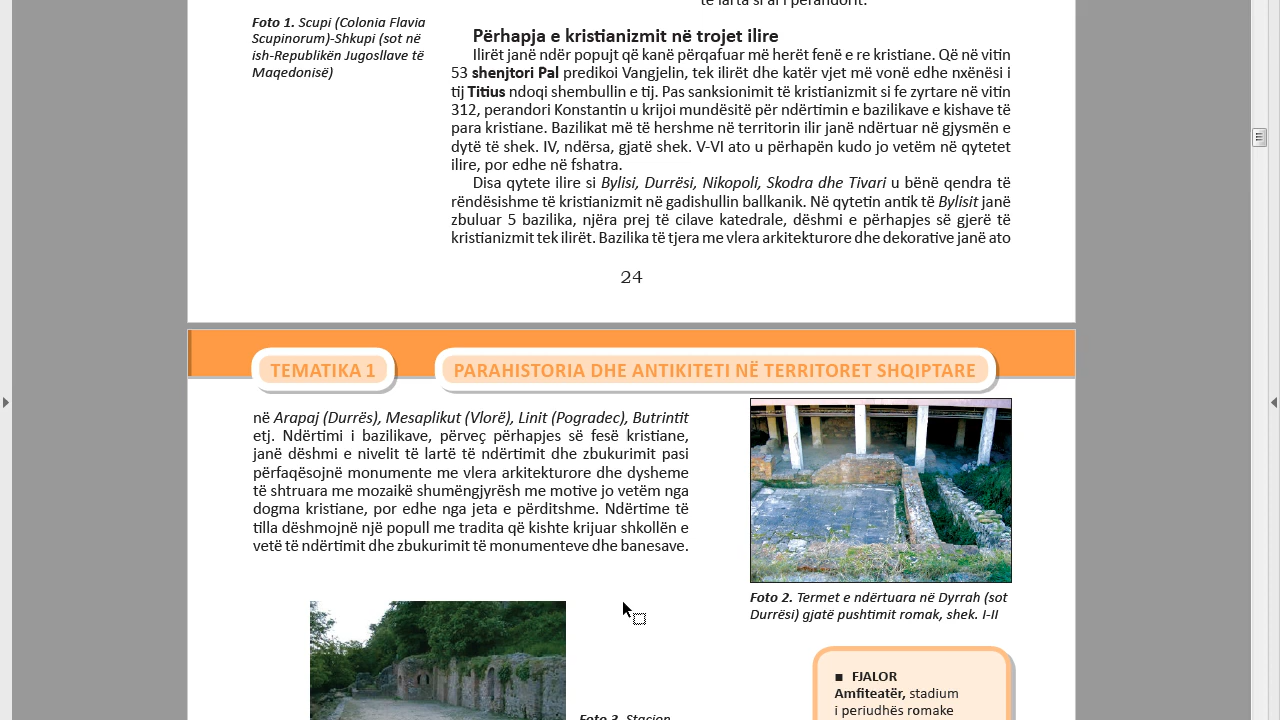 të larta si ai i perandorit.
Foto 1. Scupi (Colonia Flavia
Scupinorum)-Shkupi (sot në
ish-Republikën Jugosllave të
Maqedonisë)
Përhapja e kristianizmit në trojet ilire
Ilirët janë ndër popujt që kanë përqafuar më herët fenë e re kristiane. Që në vitin
53 shenjtori Pal predikoi Vangjelin, tek ilirët dhe katër vjet më vonë edhe nxënësi i
tij Titius ndoqi shembullin e tij. Pas sanksionimit të kristianizmit si fe zyrtare në vitin
312, perandori Konstantin u krijoi mundësitë për ndërtimin e bazilikave e kishave të
para kristiane. Bazilikat më të hershme në territorin ilir janë ndërtuar në gjysmën e
dytë të shek. IV, ndërsa, gjatë shek. V-VI ato u përhapën kudo jo vetëm në qytetet
ilire, por edhe në fshatra.
Disa qytete ilire si Bylisi, Durrësi, Nikopoli, Skodra dhe Tivari u bënë qendra të
rëndësishme të kristianizmit në gadishullin ballkanik. Në qytetin antik të Bylisit janë
zbuluar 5 bazilika, njëra prej të cilave katedrale, dëshmi e përhapjes së gjerë të
kristianizmit tek ilirët. Bazilika të tjera me vlera arkitekturore dhe dekorative janë ato
24
TEMATIKA 1
PARAHISTORIA DHE ANTIKITETI NË TERRITORET SHQIPTARE
në Arapaj (Durrës), Mesaplikut (Vlorë), Linit (Pogradec), Butrintit
etj. Ndërtimi i bazilikave, përveç përhapjes së fesë kristiane,
janë dëshmi e nivelit të lartë të ndërtimit dhe zbukurimit pasi
përfaqësojnë monumente me vlera arkitekturore dhe dysheme
të shtruara me mozaikë shumëngjyrësh me motive jo vetëm nga
dogma kristiane, por edhe nga jeta e përditshme. Ndërtime të
tilla dëshmojnë një popull me tradita që kishte krijuar shkollën e
vetë të ndërtimit dhe zbukurimit të monumenteve dhe banesave.
Foto 2. Termet e ndërtuara në Dyrrah (sot
Durrësi) gjatë pushtimit romak, shek. I-II
Foto 3. Stacion
■ FJALOR
Amfiteatër, stadium
i periudhës romake